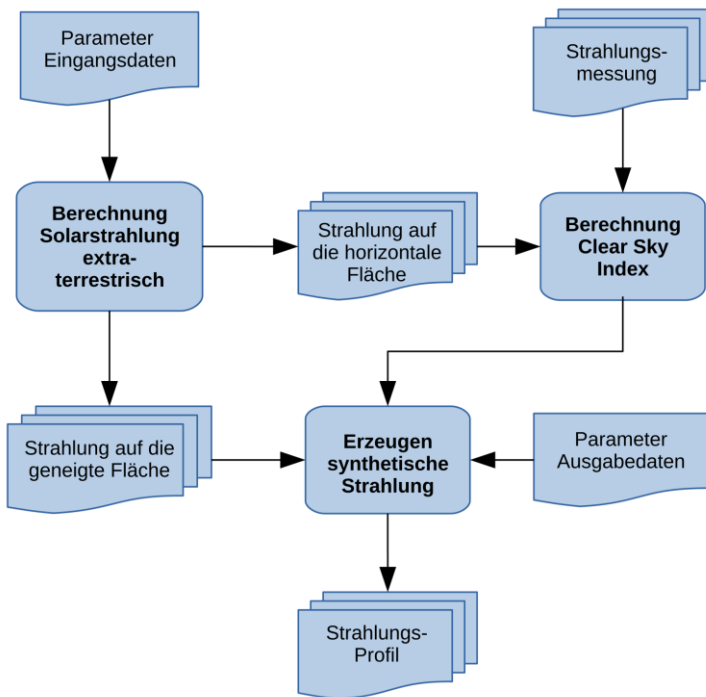 Parameter
Eingangsdaten
Strahlungs-
messung
Berechnung
Solarstrahlung
extra-
terrestrisch
Strahlung auf
die horizontale
Fläche
Berechnung
Clear Sky
Index
Strahlung auf die
geneigte Fläche
Erzeugen
synthetische
Strahlung
Parameter
Ausgabedaten
Strahlungs-
Profil